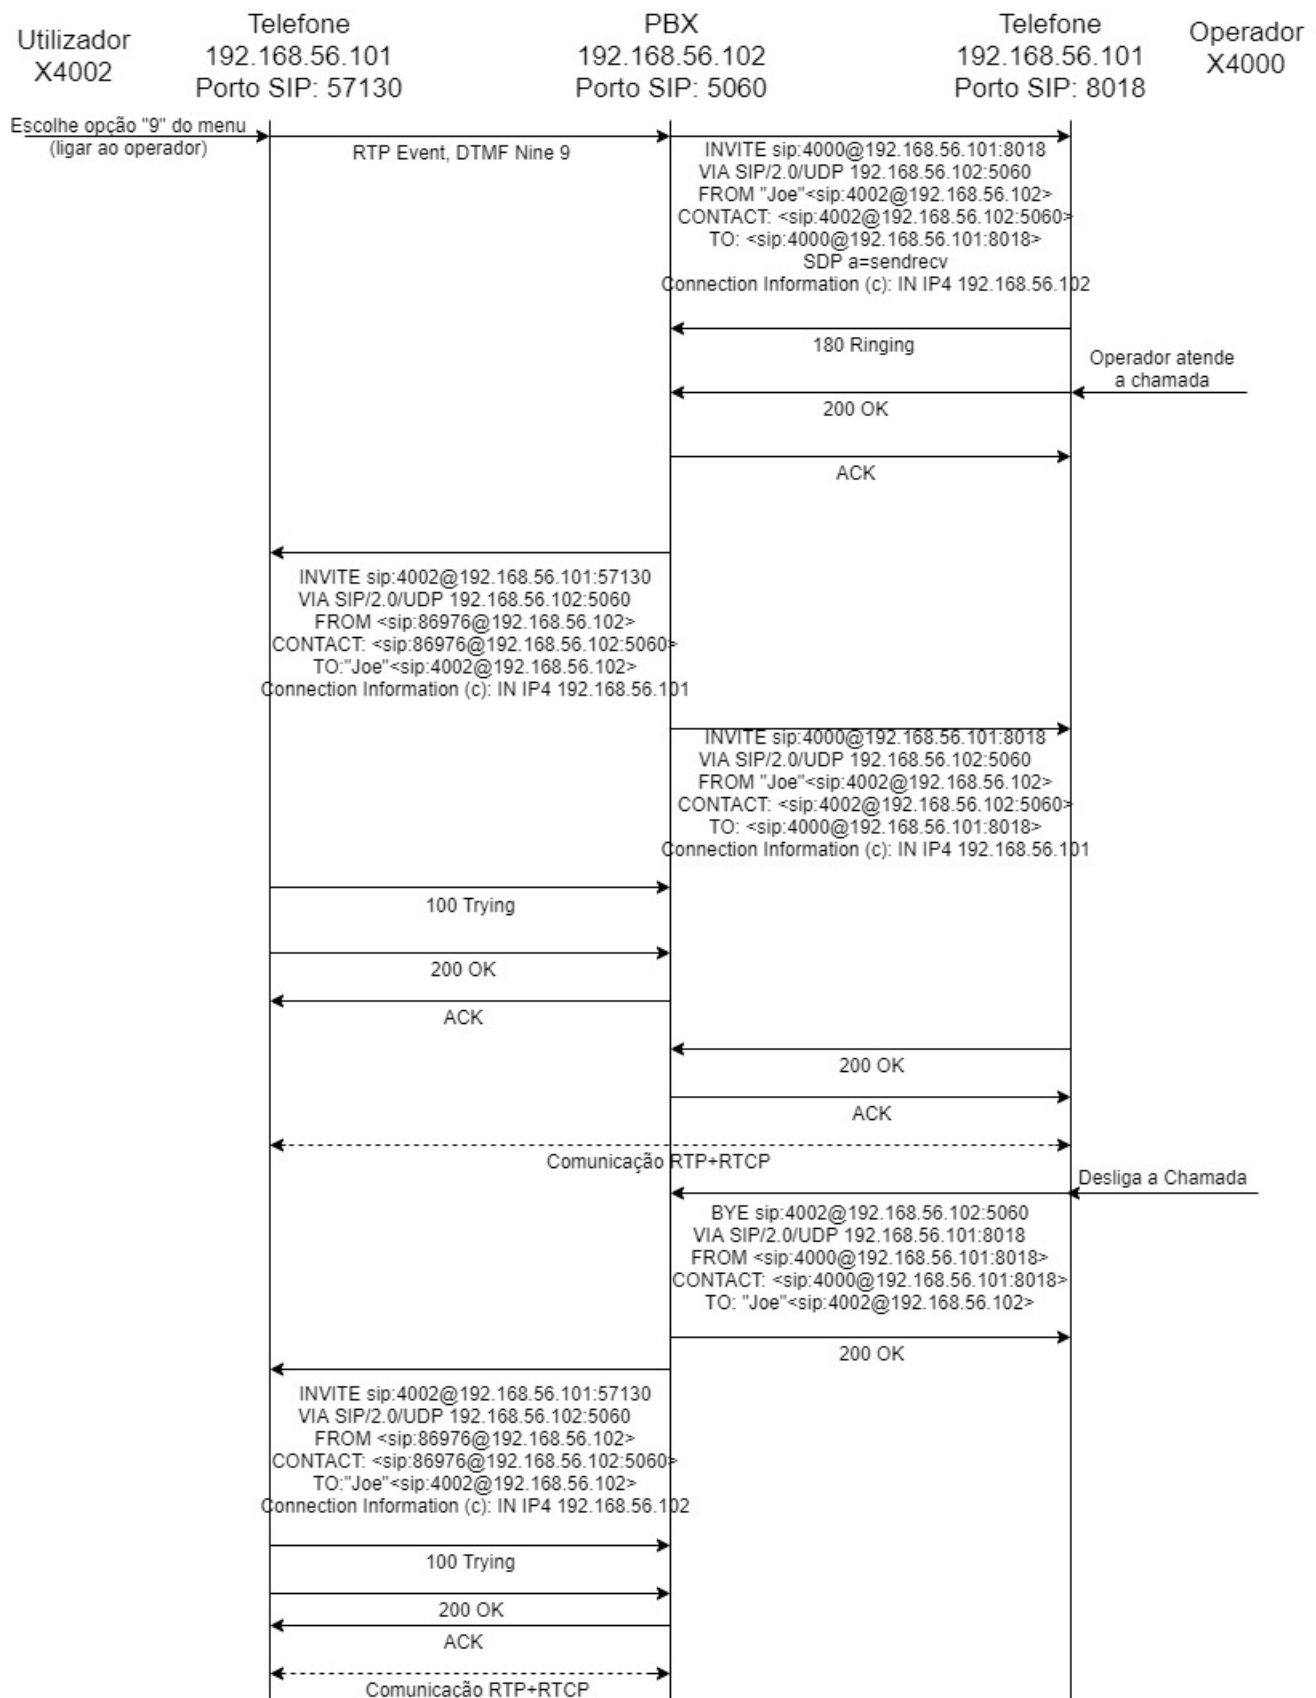 Utilizador
X4002
Telefone
192.168.56.101
Porto SIP: 57130
PBX
192.168.56.102
Porto SIP: 5060
Telefone
192.168.56.101
Porto SIP: 8018
Operador
X4000
Escolhe opção "9" do menu
(ligar ao operador)
RTP Event, DTMF Nine 9
INVITE sip:4000@192.168.56.101:8018
VIA SIP/2.0/UDP 192.168.56.102:5060
FROM "Joe"<sip:4002@192.168.56.102>
CONTACT: <sip:4002@192.168.56.102:5060>
TO: <sip:4000@192.168.56.101:8018>
SDP a=sendrecv
Connection Information (c): IN IP4 192.168.56.102
180 Ringing
Operador atende
a chamada
200 OK
ACK
INVITE sip:4002@192.168.56.101:57130
VIA SIP/2.0/UDP 192.168.56.102:5060
FROM <sip:86976@192.168.56.102>
CONTACT: <sip:86976@192.168.56.102:5060>
TO:"Joe"<sip:4002@192.168.56.102>
Connection Information (c): IN IP4 192.168.56.101
INVITE sip:4000@192.168.56.101:8018
VIA SIP/2.0/UDP 192.168.56.102:5060
FROM "Joe"<sip:4002@192.168.56.102>
CONTACT: <sip:4002@192.168.56.102:5060>
TO: <sip:4000@192.168.56.101:8018>
Connection Information (c): IN IP4 192.168.56.101
100 Trying
200 OK
ACK
200 OK
ACK
Comunicação RTP+RTCP
Desliga a Chamada
BYE sip:4002@192.168.56.102:5060
VIA SIP/2.0/UDP 192.168.56.101:8018
FROM <sip:4000@192.168.56.101:8018>
CONTACT: <sip:4000@192.168.56.101:8018>
TO: "Joe"<sip:4002@192.168.56.102>
200 OK
INVITE sip:4002@192.168.56.101:57130
VIA SIP/2.0/UDP 192.168.56.102:5060
FROM <sip:86976@192.168.56.102>
CONTACT: <sip:86976@192.168.56.102:5060>
TO:"Joe"<sip:4002@192.168.56.102>
Connection Information (c): IN IP4 192.168.56.102
100 Trying
200 OK
ACK
Comunicação RTP+RTCP